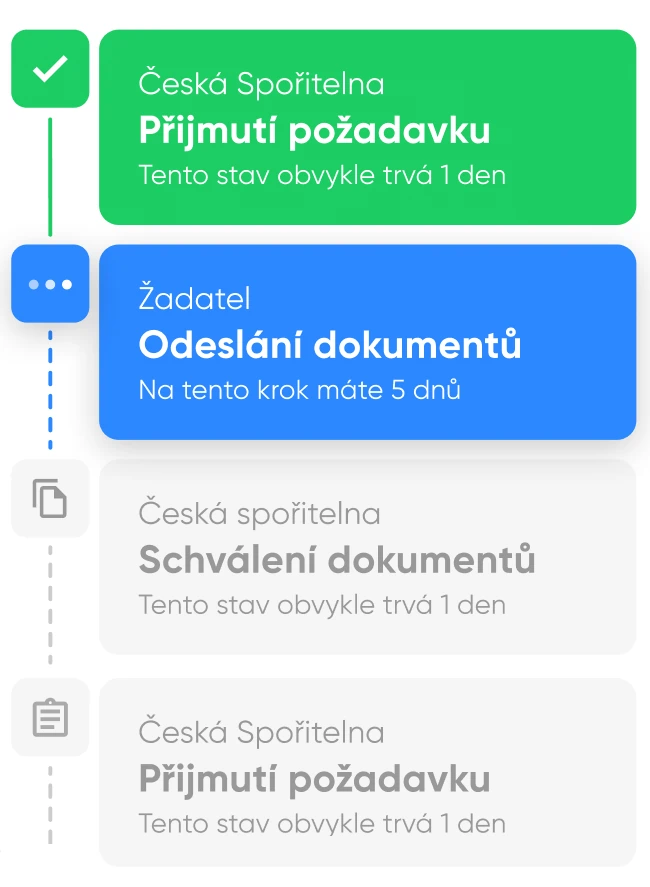 Česká Spořitelna
Přijmutí požadavku
Tento stav obvykle trvá 1 den
Žadatel
Odeslání dokumentů
Na tento krok máte 5 dnů
Česká spořitelna
Schválení dokumentů
Tento stav obvykle trvá 1 den
Česká Spořitelna
Přijmutí požadavku
Tento stav obvykle trvá 1 den